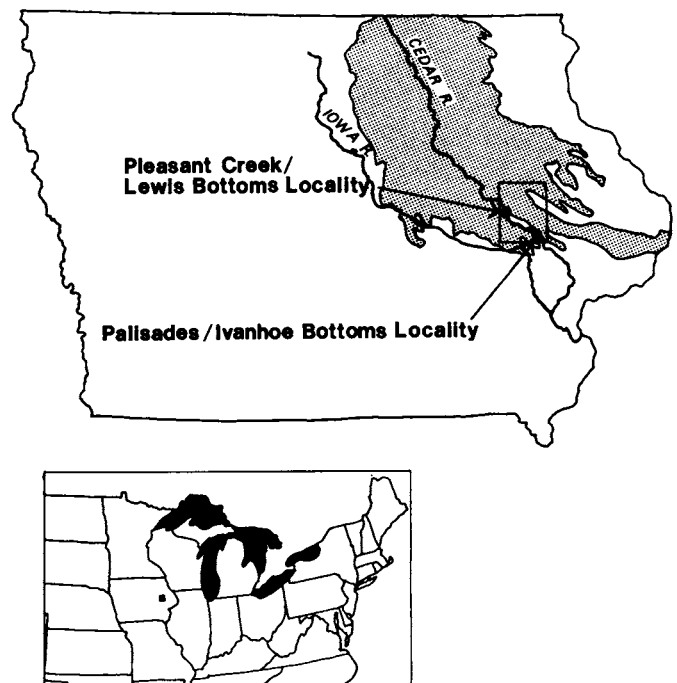 CEDAR R.
IOWA R.
Pleasant Creek/
Lewis Bottoms Locality
Palisades/Ivanhoe Bottoms Locality